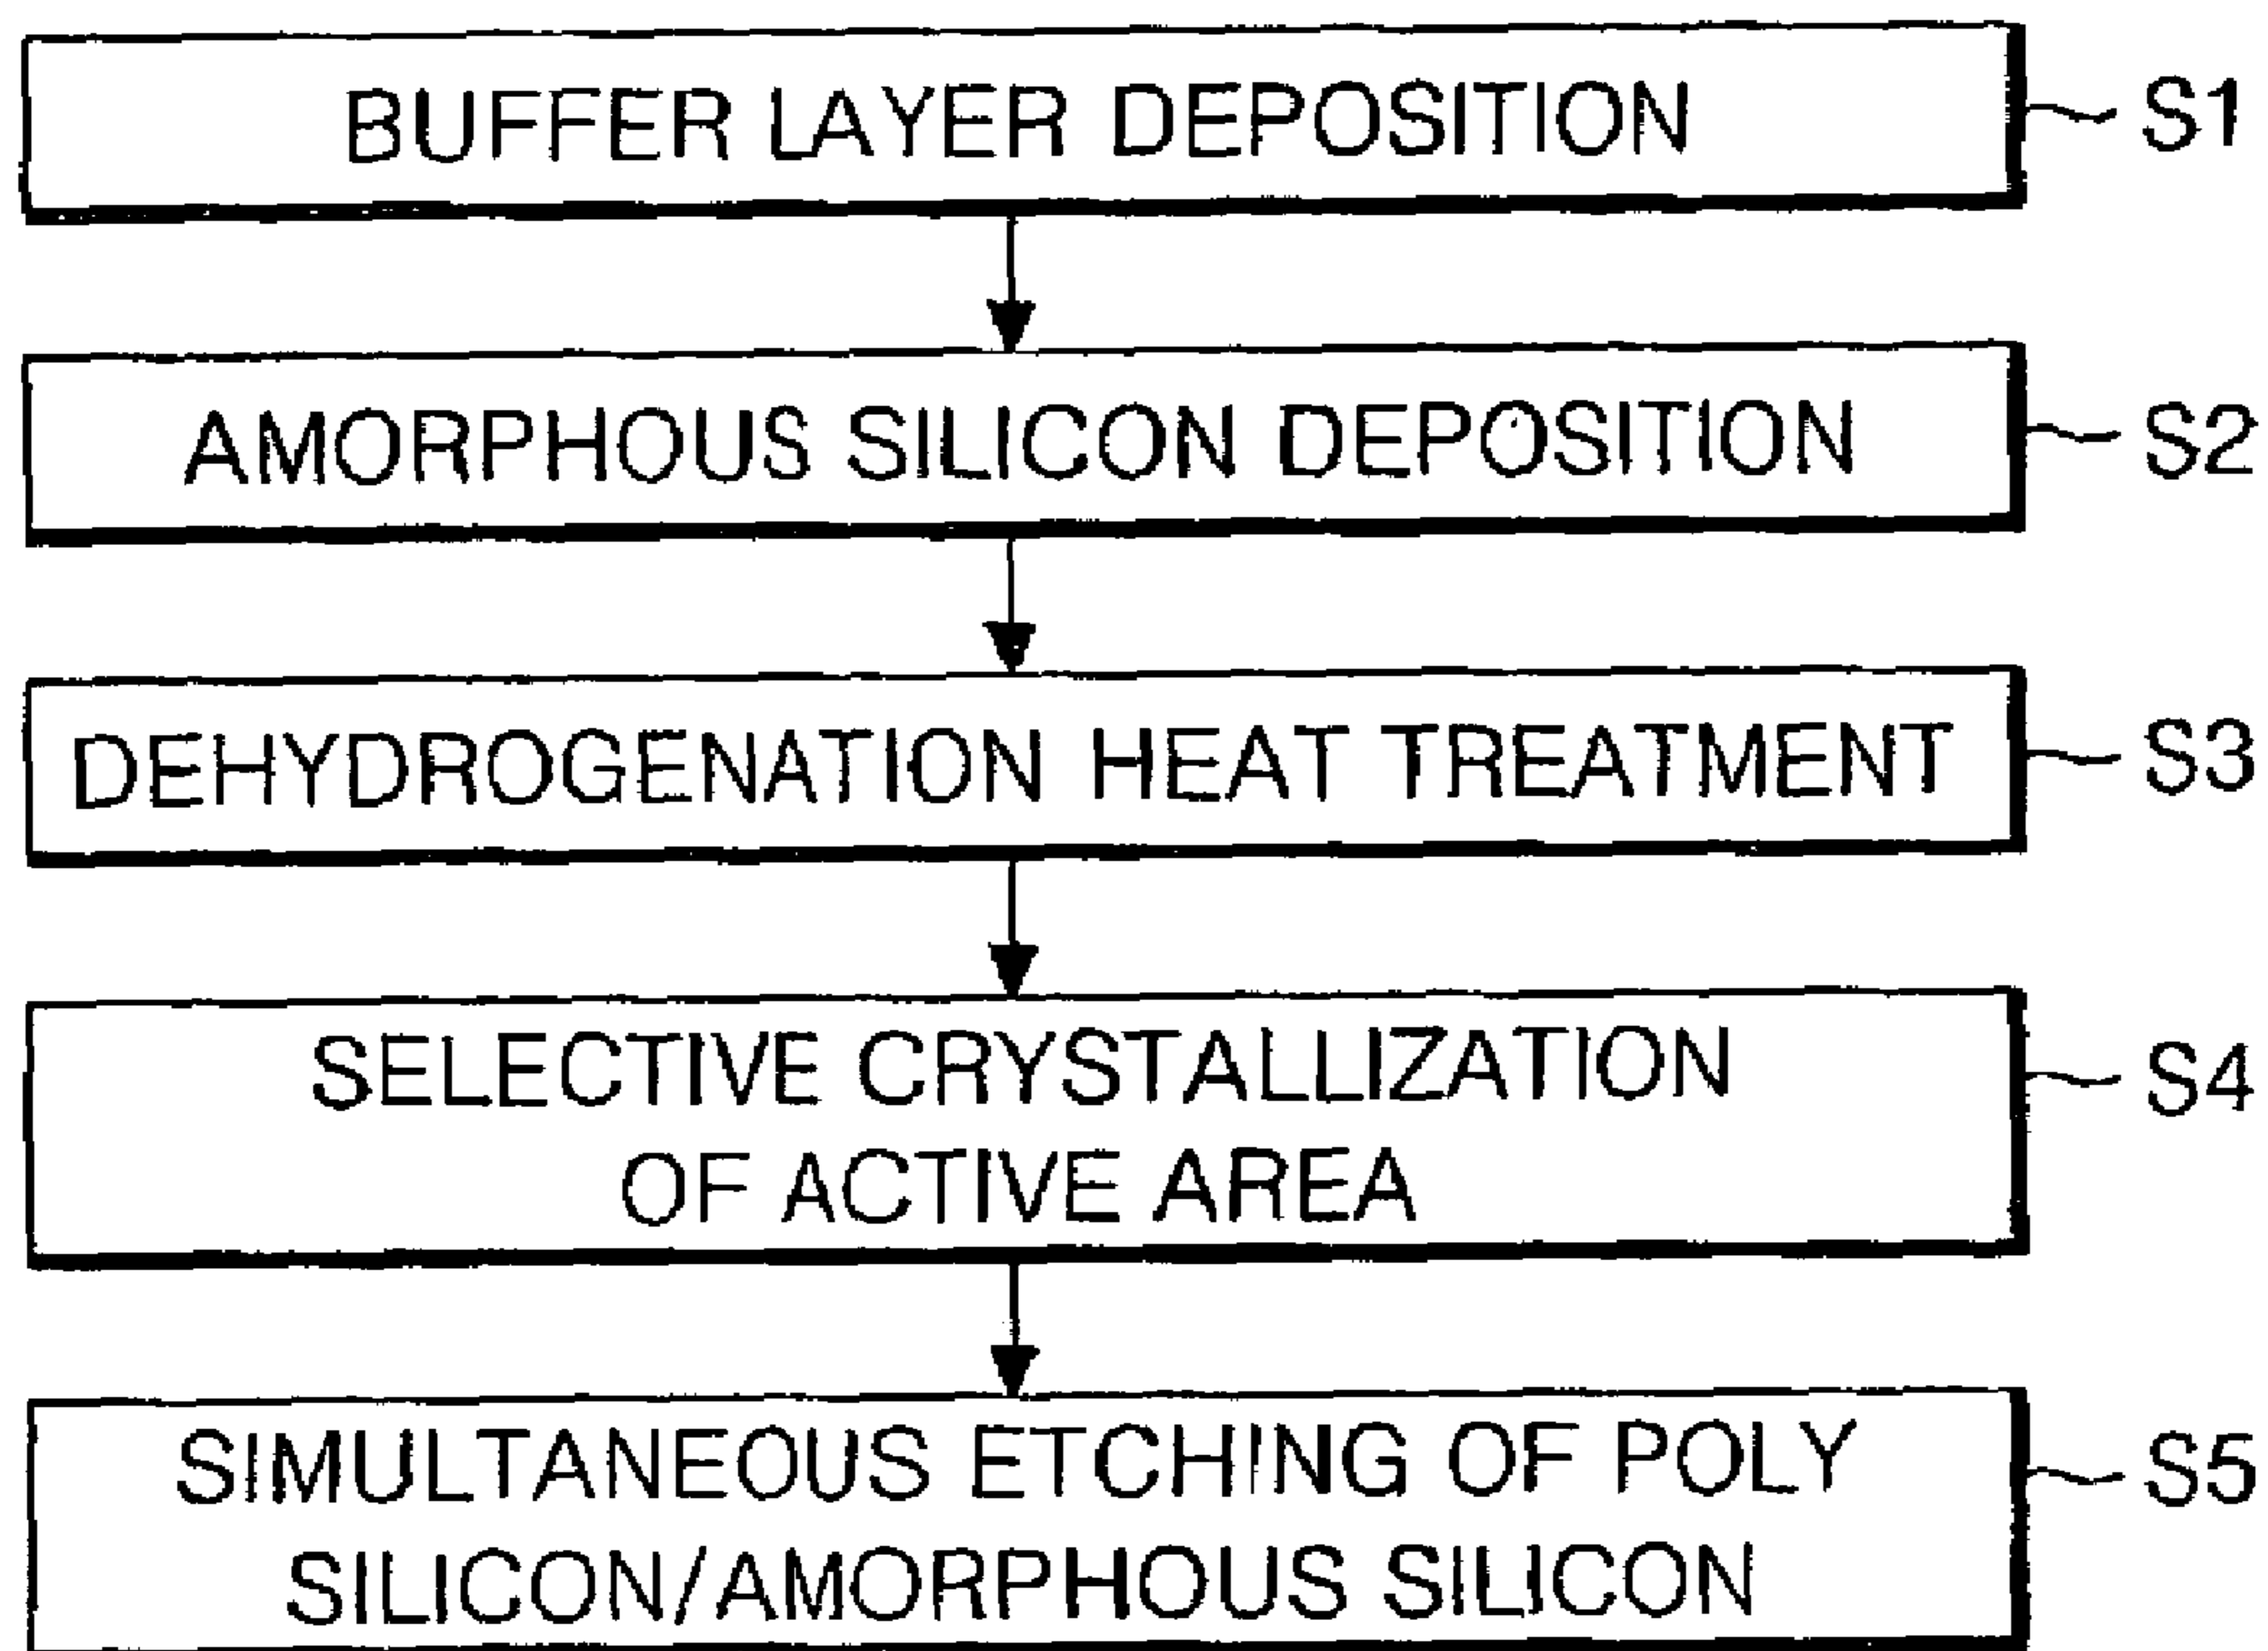 BUFFER LAYER DEPOSITION
S1
AMORPHOUS SILICON DEPOSITION
S2
DEHYDROGENATION HEAT TREATMENT
S3
SELECTIVE CRYSTALLIZATION
OF ACTIVE AREA
S4
SIMULTANEOUS ETCHING OF POLY
SILICON/AMORPHOUS SILICON
S5